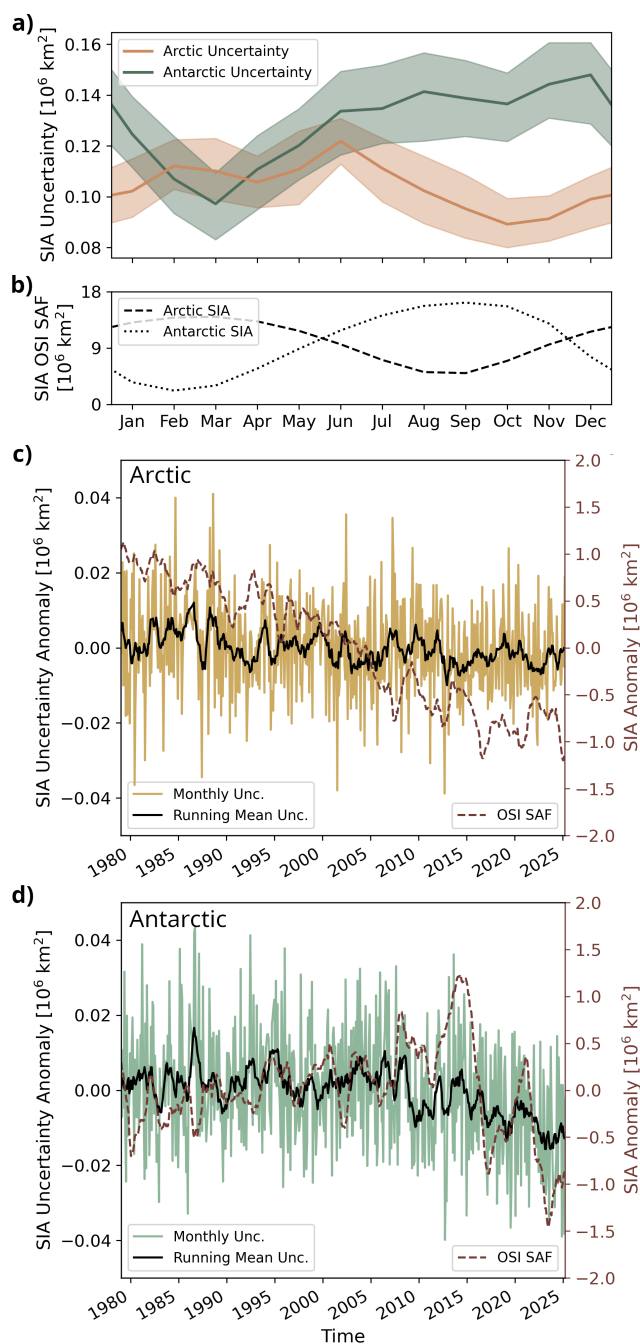 a)
SIA Uncertainty [10⁶ km²]
0.16
0.14
0.12
0.10
0.08
Arctic Uncertainty
Antarctic Uncertainty
b)
SIA OSI SAF
[10⁶ km²]
18
9
0
Arctic SIA
Antarctic SIA
Jan Feb Mar Apr May Jun Jul Aug Sep Oct Nov Dec
c)
Arctic
SIA Uncertainty Anomaly [10⁶ km²]
0.04
0.02
0.00
−0.02
−0.04
2.0
1.5
1.0
0.5
0.0
−0.5
−1.0
−1.5
−2.0
SIA Anomaly [10⁶ km²]
Monthly Unc.
Running Mean Unc.
OSI SAF
1980 1985 1990 1995 2000 2005 2010 2015 2020 2025
d)
Antarctic
SIA Uncertainty Anomaly [10⁶ km²]
0.04
0.02
0.00
−0.02
−0.04
2.0
1.5
1.0
0.5
0.0
−0.5
−1.0
−1.5
−2.0
SIA Anomaly [10⁶ km²]
Monthly Unc.
Running Mean Unc.
OSI SAF
1980 1985 1990 1995 2000 2005 2010 2015 2020 2025
Time